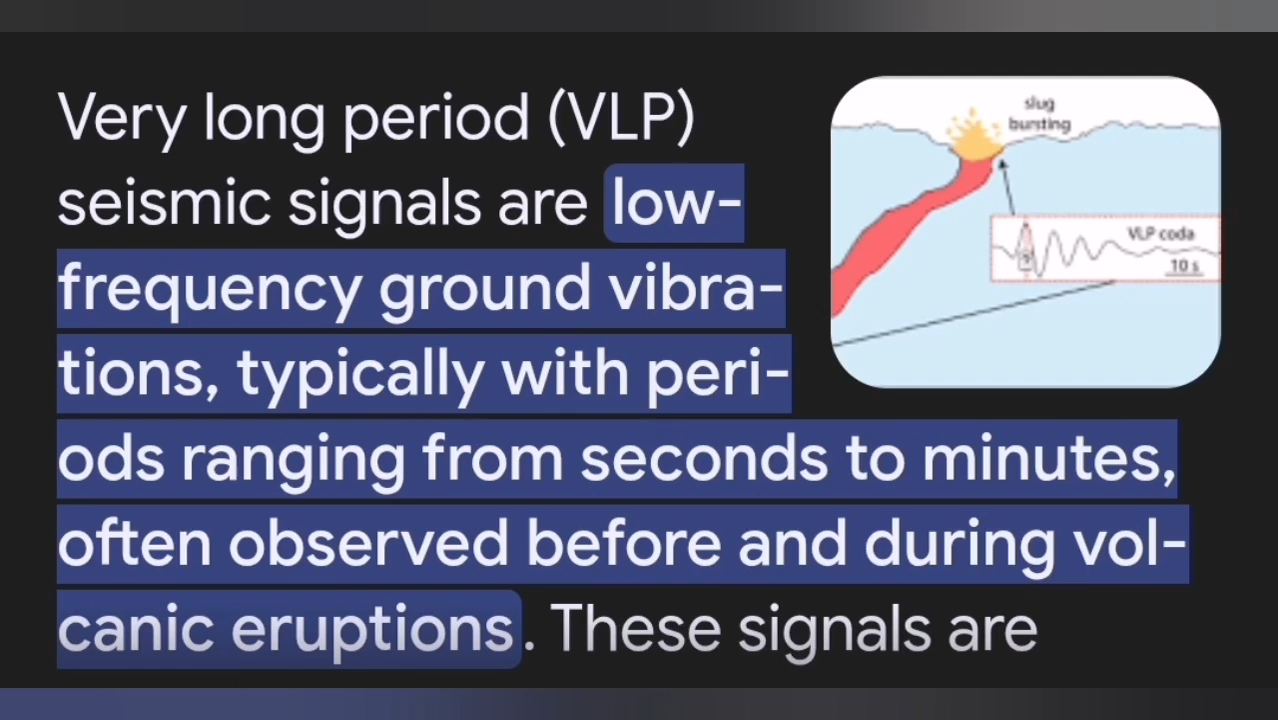 Very long period (VLP)
seismic signals are low-
frequency ground vibra-
tions, typically with peri-
ods ranging from seconds to minutes,
often observed before and during vol-
canic eruptions. These signals are
slug
bursting
VLP coda
?
10 s